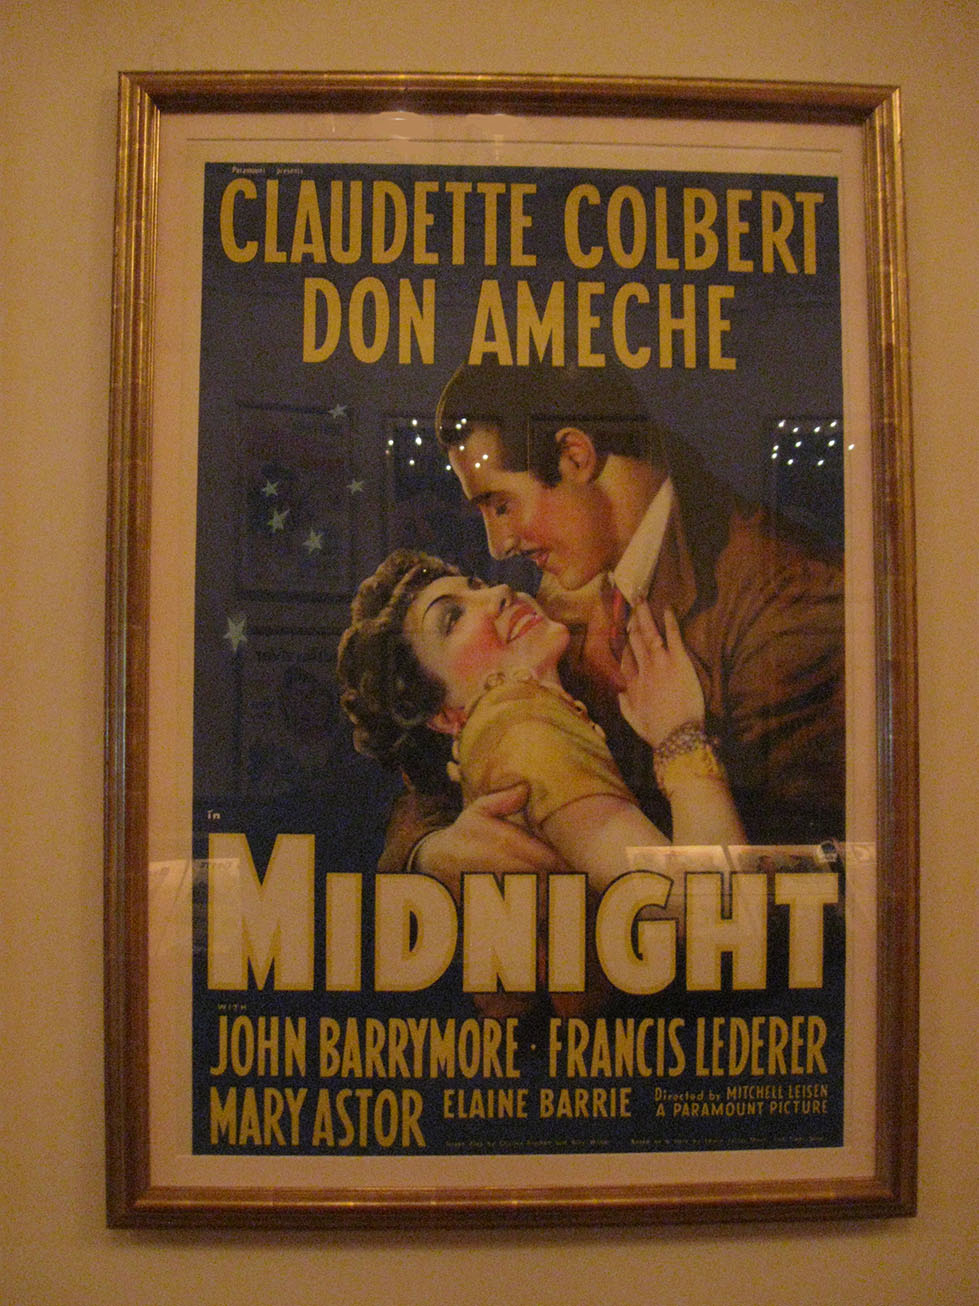 Paramount presents
CLAUDETTE COLBERT
DON AMECHE
in
MIDNIGHT
WITH
JOHN BARRYMORE · FRANCIS LEDERER
MARY ASTOR ELAINE BARRIE
Directed by MITCHELL LEISEN
A PARAMOUNT PICTURE